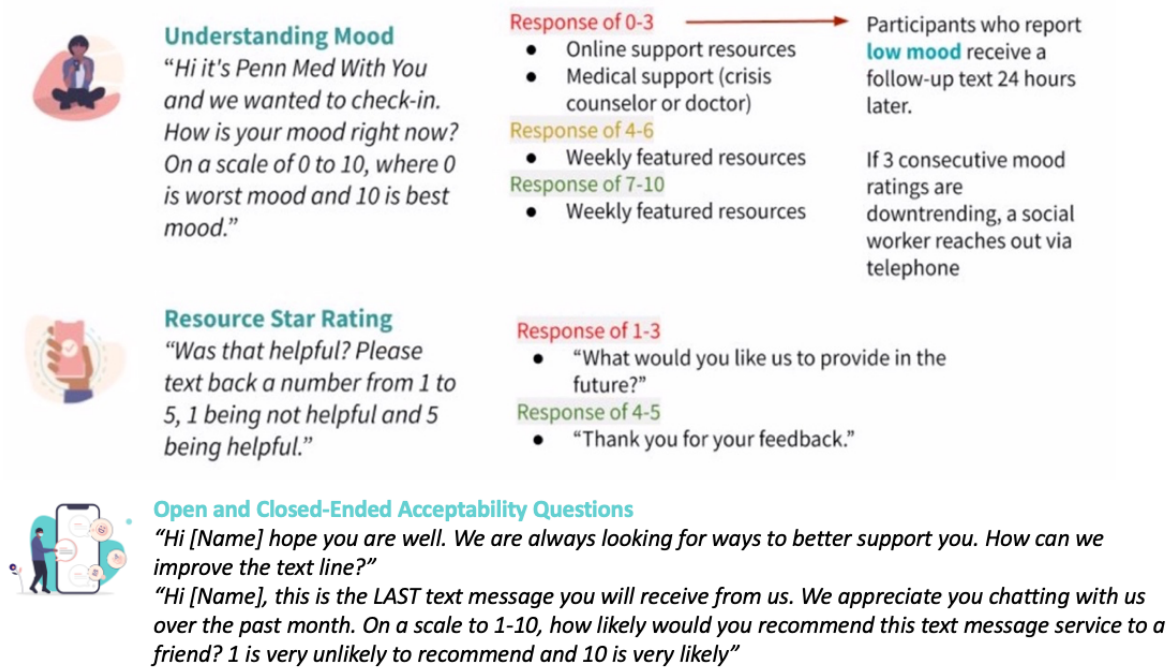 Understanding Mood
“Hi it's Penn Med With You
and we wanted to check-in.
How is your mood right now?
On a scale of 0 to 10, where 0
is worst mood and 10 is best
mood.”
Response of 0-3
● Online support resources
● Medical support (crisis
counselor or doctor)
Response of 4-6
● Weekly featured resources
Response of 7-10
● Weekly featured resources
Participants who report
low mood receive a
follow-up text 24 hours
later.
If 3 consecutive mood
ratings are
downtrending, a social
worker reaches out via
telephone
Resource Star Rating
“Was that helpful? Please
text back a number from 1 to
5, 1 being not helpful and 5
being helpful.”
Response of 1-3
● “What would you like us to provide in the
future?”
Response of 4-5
● “Thank you for your feedback.”
Open and Closed-Ended Acceptability Questions
“Hi [Name] hope you are well. We are always looking for ways to better support you. How can we
improve the text line?”
“Hi [Name], this is the LAST text message you will receive from us. We appreciate you chatting with us
over the past month. On a scale to 1-10, how likely would you recommend this text message service to a
friend? 1 is very unlikely to recommend and 10 is very likely”